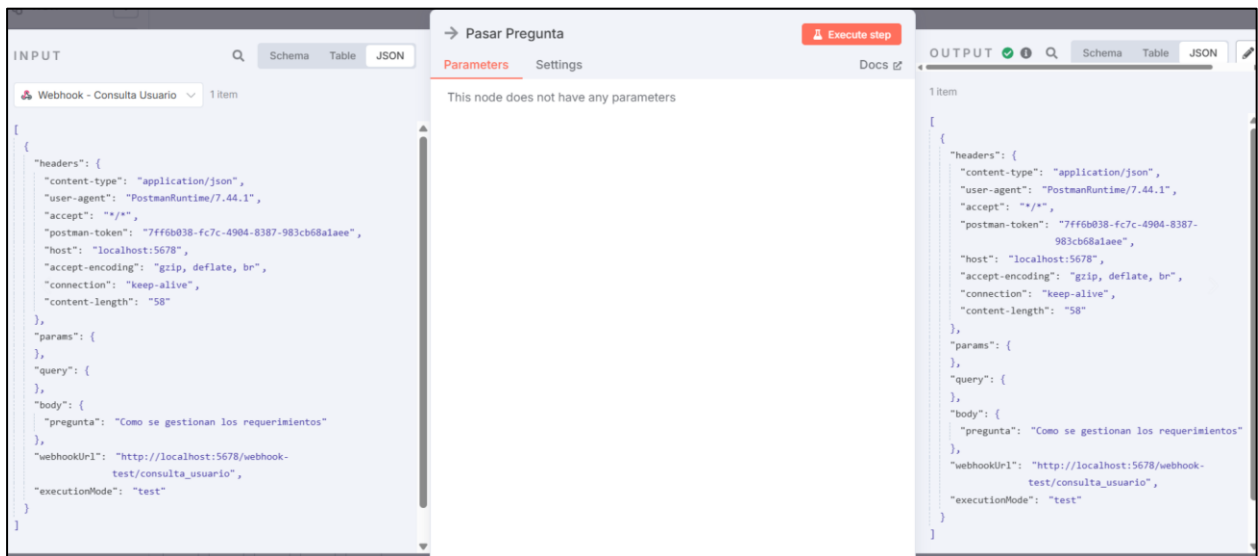 INPUT
Schema Table JSON
Webhook - Consulta Usuario 1 item
[
{
"headers": {
"content-type": "application/json",
"user-agent": "PostmanRuntime/7.44.1",
"accept": "*/*",
"postman-token": "7ff6b038-fc7c-4904-8387-983cb68a1aee",
"host": "localhost:5678",
"accept-encoding": "gzip, deflate, br",
"connection": "keep-alive",
"content-length": "58"
},
"params": {
},
"query": {
},
"body": {
"pregunta": "Como se gestionan los requerimientos"
},
"webhookUrl": "http://localhost:5678/webhook-
test/consulta_usuario",
"executionMode": "test"
}
]
Pasar Pregunta Execute step
Parameters Settings Docs
This node does not have any parameters
OUTPUT Schema Table JSON
1 item
[
{
"headers": {
"content-type": "application/json",
"user-agent": "PostmanRuntime/7.44.1",
"accept": "*/*",
"postman-token": "7ff6b038-fc7c-4904-8387-
983cb68a1aee",
"host": "localhost:5678",
"accept-encoding": "gzip, deflate, br",
"connection": "keep-alive",
"content-length": "58"
},
"params": {
},
"query": {
},
"body": {
"pregunta": "Como se gestionan los requerimientos"
},
"webhookUrl": "http://localhost:5678/webhook-
test/consulta_usuario",
"executionMode": "test"
}
]